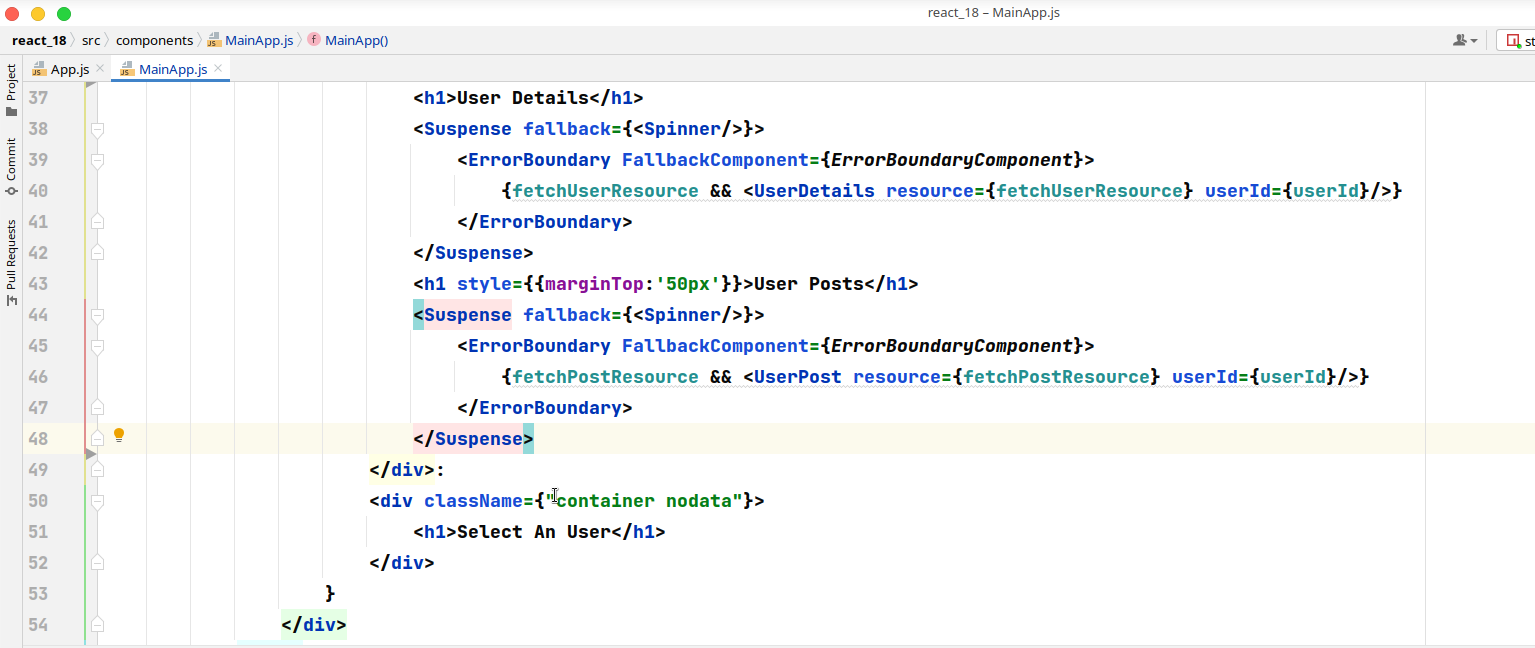 react_18 – MainApp.js
react_18 src components MainApp.js MainApp()
App.js MainApp.js
Project
Commit
Pull Requests
37 <h1>User Details</h1>
38 <Suspense fallback={<Spinner/>}>
39 <ErrorBoundary FallbackComponent={ErrorBoundaryComponent}>
40 {fetchUserResource && <UserDetails resource={fetchUserResource} userId={userId}/>}
41 </ErrorBoundary>
42 </Suspense>
43 <h1 style={{marginTop:'50px'}}>User Posts</h1>
44 <Suspense fallback={<Spinner/>}>
45 <ErrorBoundary FallbackComponent={ErrorBoundaryComponent}>
46 {fetchPostResource && <UserPost resource={fetchPostResource} userId={userId}/>}
47 </ErrorBoundary>
48 </Suspense>
49 </div>:
50 <div className={"container nodata"}>
51 <h1>Select An User</h1>
52 </div>
53 }
54 </div>